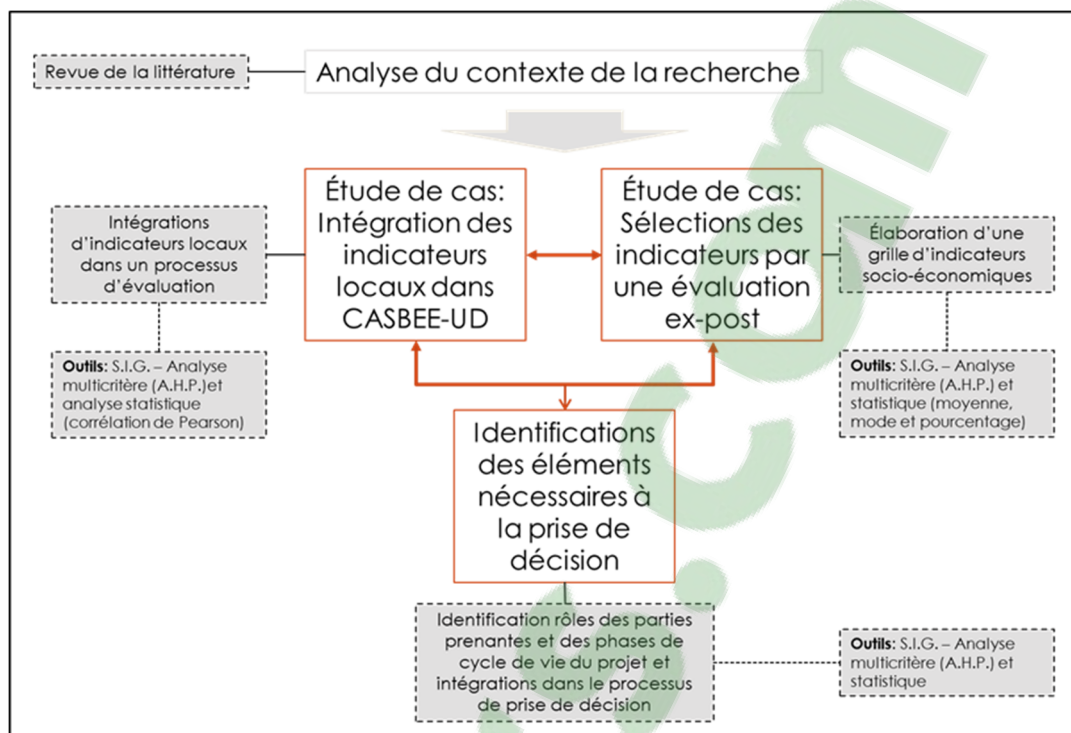 Revue de la littérature
Analyse du contexte de la recherche
Étude de cas:
Intégration des
indicateurs
locaux dans
CASBEE-UD
Étude de cas:
Sélections des
indicateurs par
une évaluation
ex-post
Intégrations
d'indicateurs locaux
dans un processus
d'évaluation
Élaboration d'une
grille d'indicateurs
socio-économiques
Outils: S.I.G. – Analyse
multicritère (A.H.P.)et
analyse statistique
(corrélation de Pearson)
Outils: S.I.G. – Analyse
multicritère (A.H.P.) et
statistique (moyenne,
mode et pourcentage)
Identifications
des éléments
nécessaires à
la prise de
décision
Identification rôles des parties
prenantes et des phases de
cycle de vie du projet et
intégrations dans le processus
de prise de décision
Outils: S.I.G. – Analyse
multicritère (A.H.P.) et
statistique
s.com